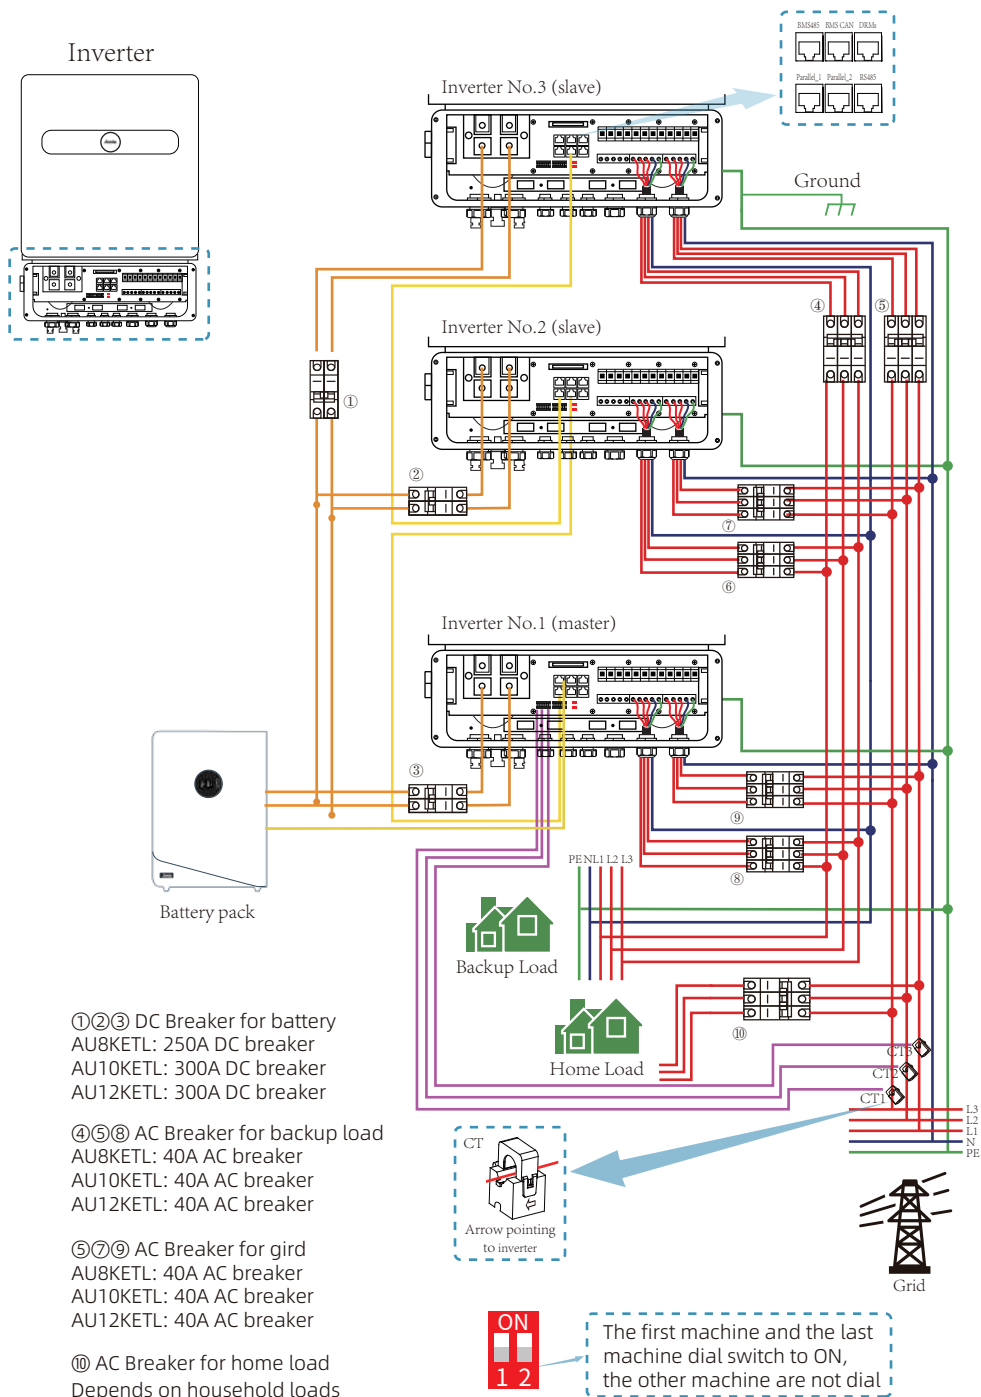 BMS485 BMS CAN DRMs
Parallel_1 Parallel_2 RS485
Inverter
Inverter No.3 (slave)
Ground
④ ⑤
Inverter No.2 (slave)
①
②
⑦
⑥
Inverter No.1 (master)
③
⑨
⑧
PE N L1 L2 L3
Battery pack
Backup Load
⑩
Home Load
CT3
CT2
CT1
L3
L2
L1
N
PE
①②③ DC Breaker for battery
AU8KETL: 250A DC breaker
AU10KETL: 300A DC breaker
AU12KETL: 300A DC breaker
④⑤⑧ AC Breaker for backup load
AU8KETL: 40A AC breaker
AU10KETL: 40A AC breaker
AU12KETL: 40A AC breaker
⑤⑦⑨ AC Breaker for gird
AU8KETL: 40A AC breaker
AU10KETL: 40A AC breaker
AU12KETL: 40A AC breaker
⑩ AC Breaker for home load
Depends on household loads
CT
Arrow pointing
to inverter
Grid
ON
1 2
The first machine and the last
machine dial switch to ON,
the other machine are not dial